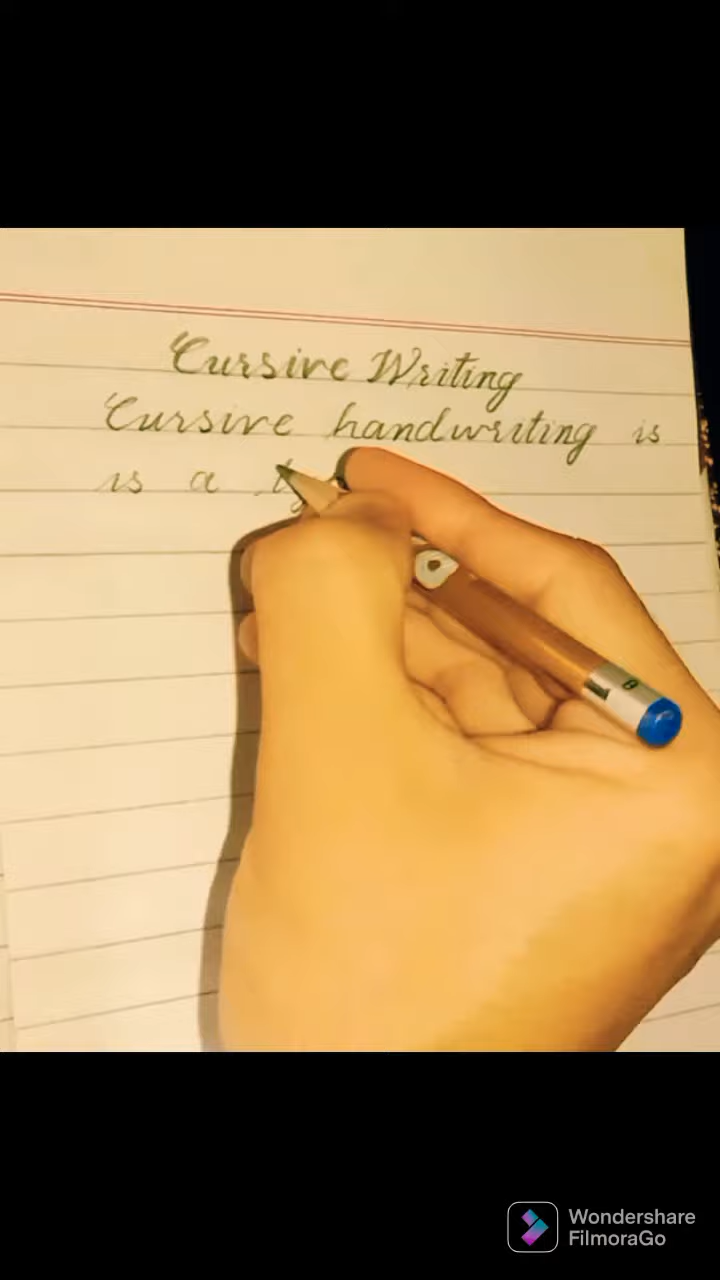 Cursive Writing
Cursive handwriting is
is a
Wondershare
FilmoraGo